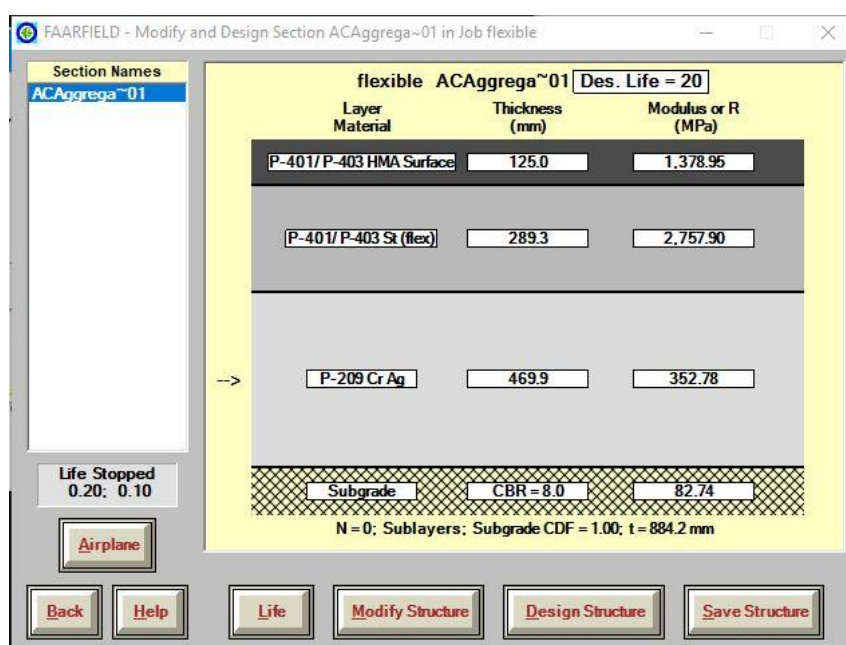 FAARFIELD - Modify and Design Section ACAggrega~01 in Job flexible
Section Names
ACAggrega~01
flexible ACAggrega~01 Des. Life = 20
Layer Material Thickness (mm) Modulus or R (MPa)
P-401/ P-403 HMA Surface 125.0 1,378.95
P-401/ P-403 St (flex) 289.3 2,757.90
--> P-209 Cr Ag 469.9 352.78
Subgrade CBR = 8.0 82.74
N = 0; Sublayers; Subgrade CDF = 1.00; t = 884.2 mm
Life Stopped
0.20; 0.10
Airplane
Back Help Life Modify Structure Design Structure Save Structure